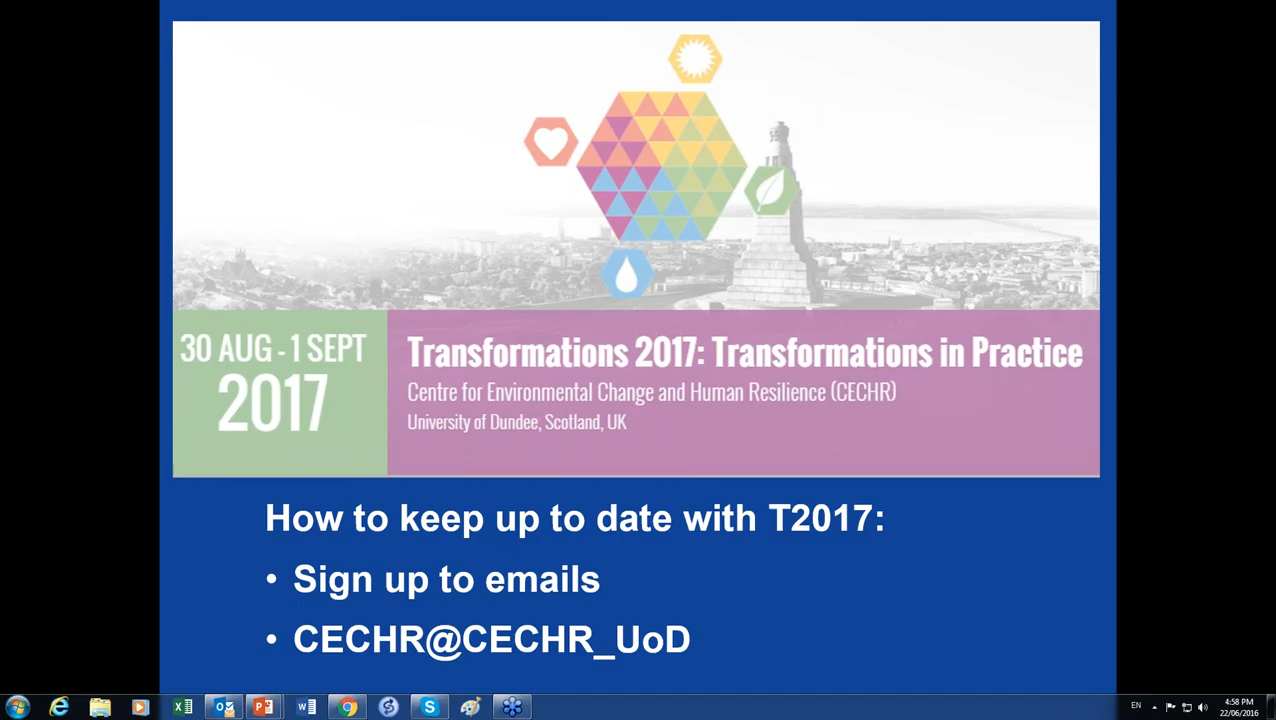 30 AUG - 1 SEPT
2017
Transformations 2017: Transformations in Practice
Centre for Environmental Change and Human Resilience (CECHR)
University of Dundee, Scotland, UK
How to keep up to date with T2017:
• Sign up to emails
• CECHR@CECHR_UoD
EN
4:58 PM
22/06/2016